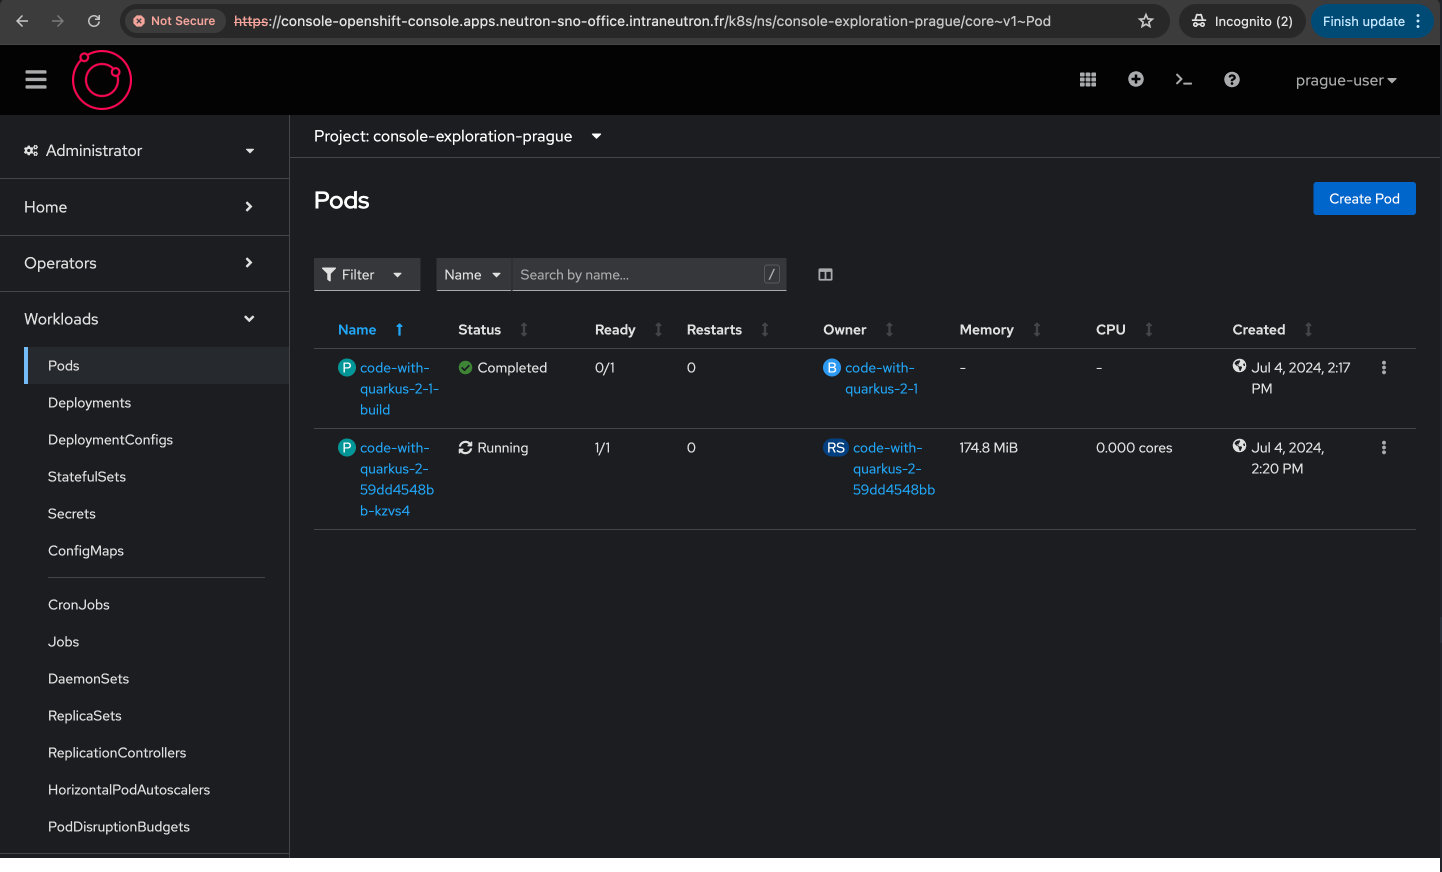 Not Secure https://console-openshift-console.apps.neutron-sno-office.intraneutron.fr/k8s/ns/console-exploration-prague/core~v1~Pod Incognito (2) Finish update
prague-user
Administrator
Home
Operators
Workloads
Pods
Deployments
DeploymentConfigs
StatefulSets
Secrets
ConfigMaps
CronJobs
Jobs
DaemonSets
ReplicaSets
ReplicationControllers
HorizontalPodAutoscalers
PodDisruptionBudgets
Project: console-exploration-prague
Pods
Create Pod
Filter Name Search by name... /
Name Status Ready Restarts Owner Memory CPU Created
P code-with- Completed 0/1 0 B code-with- - - Jul 4, 2024, 2:17
quarkus-2-1- quarkus-2-1 PM
build
P code-with- Running 1/1 0 RS code-with- 174.8 MiB 0.000 cores Jul 4, 2024,
quarkus-2- quarkus-2- 2:20 PM
59dd4548b 59dd4548bb
b-kzvs4